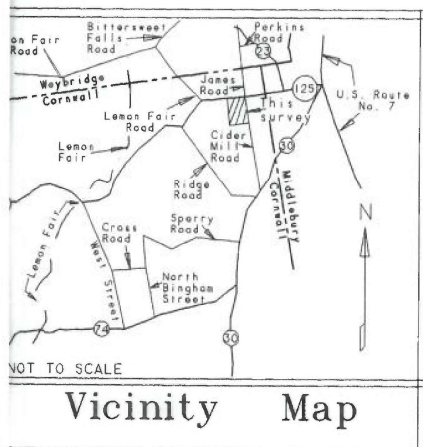 Bittersweet
Falls
Road
Perkins
Road
on Fair
Road
23
Weybridge
Cornwall
James
Road
125
U.S. Route
No. 7
This
survey
Lemon Fair
Road
Lemon
Fair
Cider
Mill
Road
30
Ridge
Road
Middlebury
Cornwall
N
Sperry
Road
Cross
Road
Lemon Fair
West Street
North
Bingham
Street
74
30
NOT TO SCALE
Vicinity Map